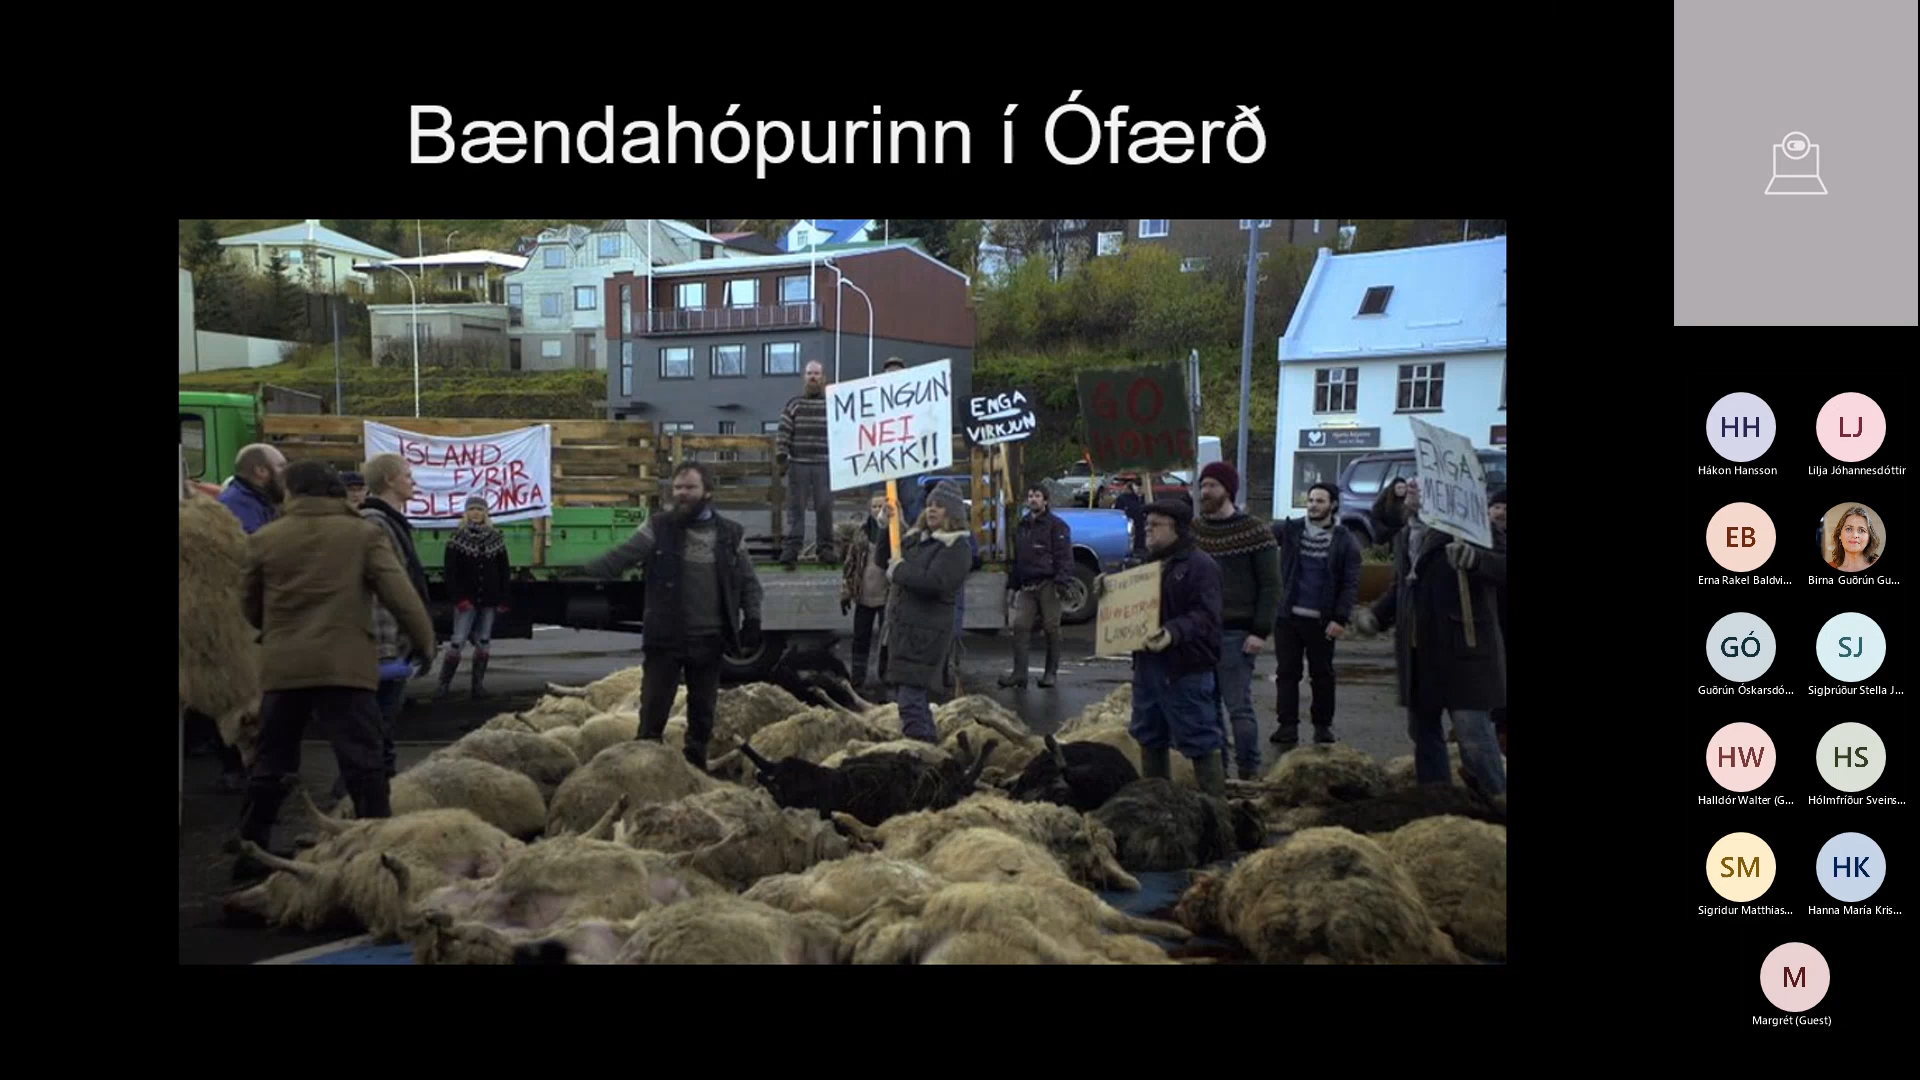 Bændahópurinn í Ófærð
ÍSLAND
FYRIR
ÍSLENDINGA
MENGUN
NEI
TAKK!!
ENGA
VIRKJUN
GO
HOME
ENGA
MENGUN
LANDSINS
HH
Hákon Hansson
LJ
Lilja Jóhannesdóttir
EB
Erna Rakel Baldvi...
Birna Guðrún Gu...
GÓ
Guðrún Óskarsdó...
SJ
Sigþrúður Stella J...
HW
Halldór Walter (G...
HS
Hólmfríður Sveins...
SM
Sigridur Matthias...
HK
Hanna María Kris...
M
Margrét (Guest)